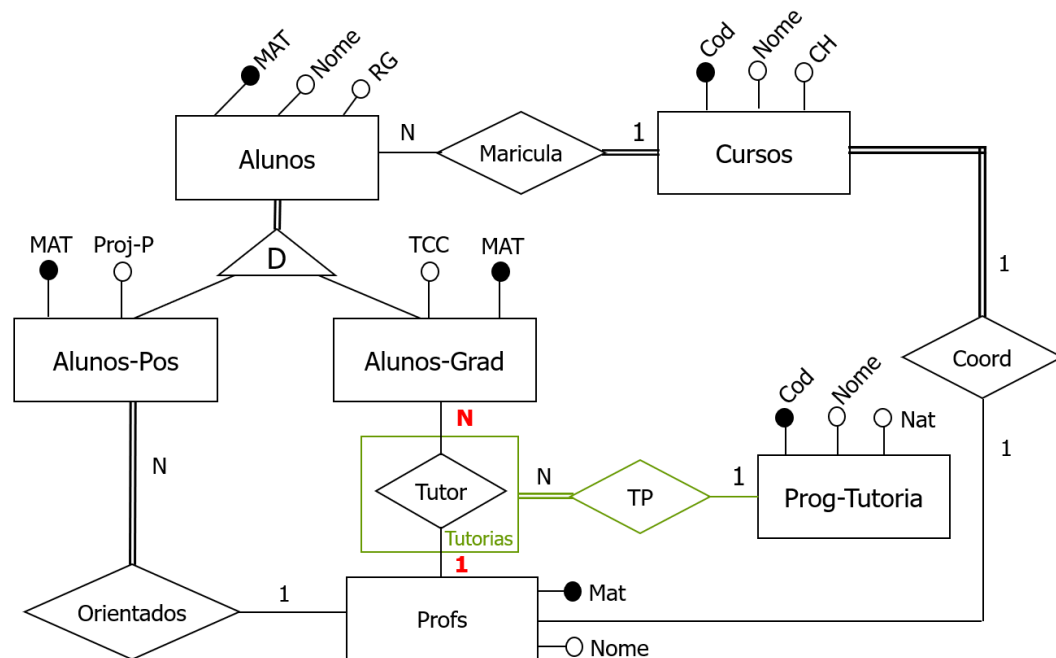 MAT
Nome
RG
Cod
Nome
CH
Alunos
N
Maricula
1
Cursos
MAT
Proj-P
D
TCC
MAT
1
Alunos-Pos
Alunos-Grad
Coord
Cod
Nome
Nat
N
N
1
N
Tutor
TP
1
Prog-Tutoria
Tutorias
1
Orientados
1
Profs
Mat
Nome